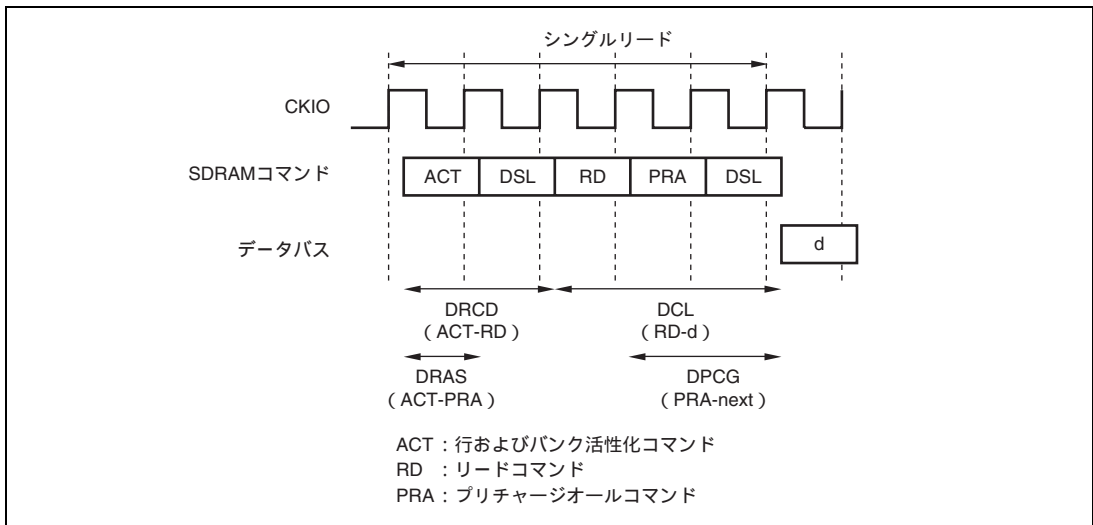 シングルリード
CKIO
SDRAMコマンド
ACT DSL RD PRA DSL
データバス
d
DRCD
（ACT-RD）
DCL
（RD-d）
DRAS
（ACT-PRA）
DPCG
（PRA-next）
ACT：行およびバンク活性化コマンド
RD ：リードコマンド
PRA：プリチャージオールコマンド